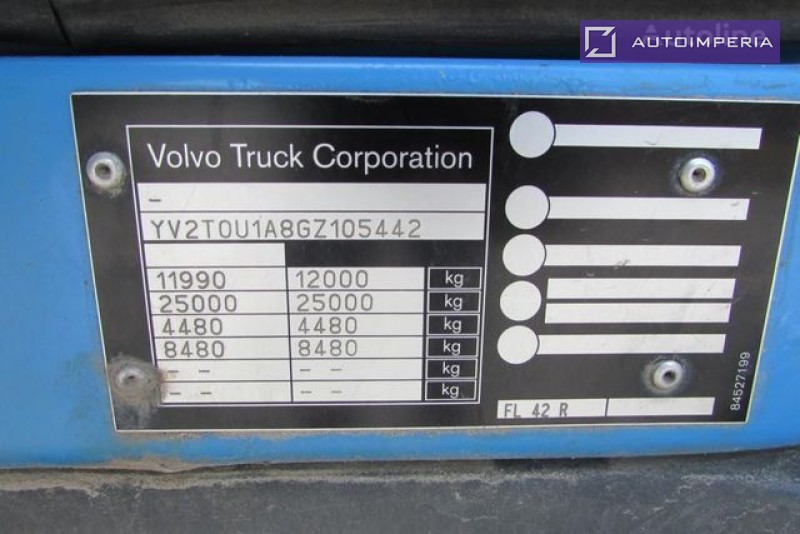 Autoline
AUTOIMPERIA
Volvo Truck Corporation
-
YV2T0U1A8GZ105442
11990 12000 kg
25000 25000 kg
4480 4480 kg
8480 8480 kg
- - - - kg
- - - - kg
FL 42 R
84527199